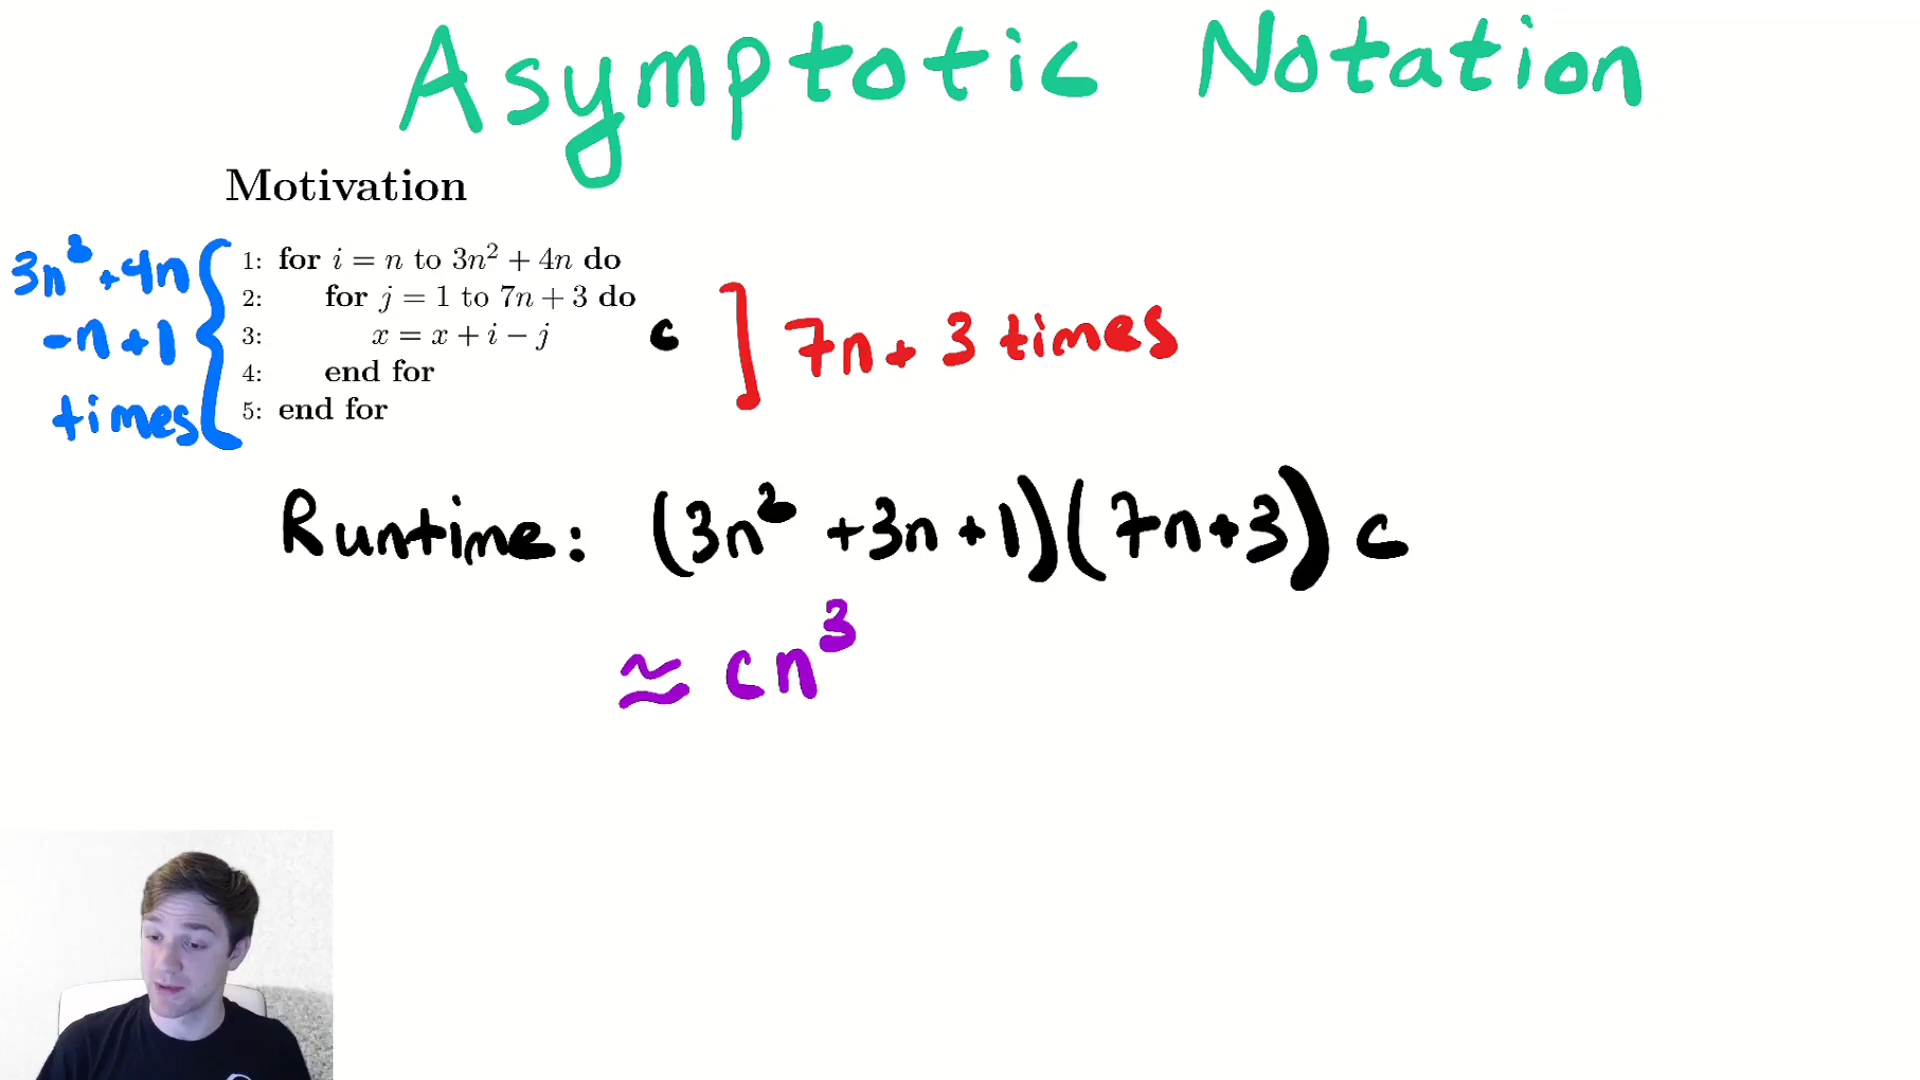 Asymptotic Notation
Motivation
3n²+4n
-n+1
times
1: for i = n to 3n² + 4n do
2: for j = 1 to 7n + 3 do
3: x = x + i − j
4: end for
5: end for
c
7n+3 times
Runtime: (3n² +3n+1)(7n+3)c
≈ cn³